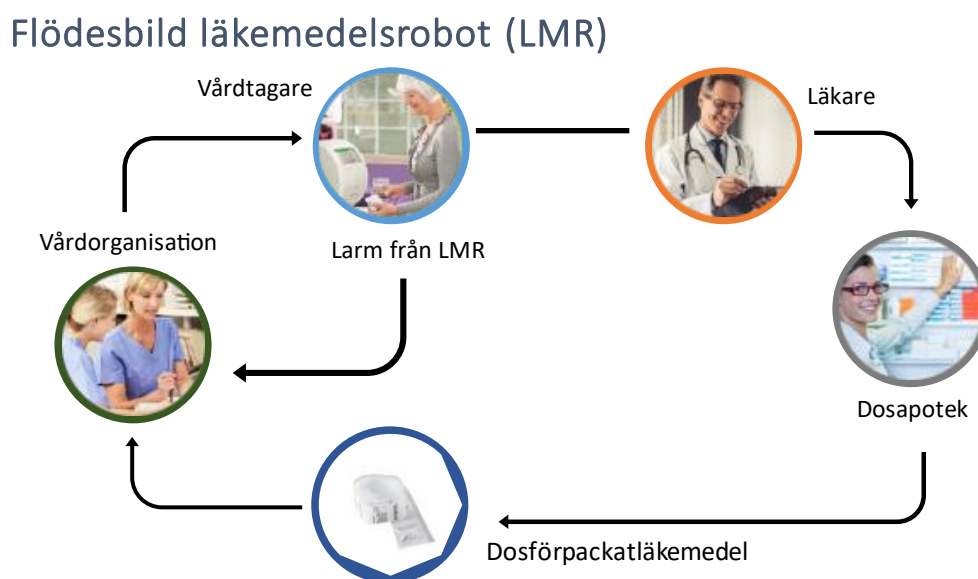 Flödesbild läkemedelsrobot (LMR)
Vårdtagare
Läkare
Vårdorganisation
Larm från LMR
Dosapotek
Dosförpackatläkemedel